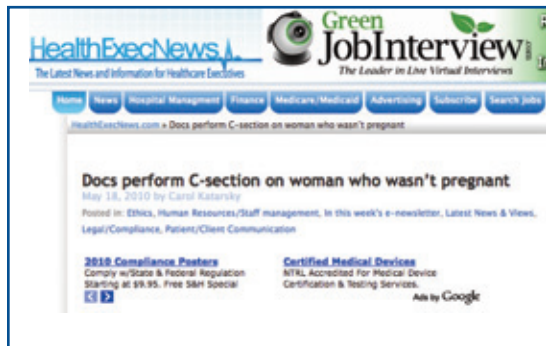 HealthExecNews
The Latest News and Information for Healthcare Executives
Green
JobInterview
The Leader in Live Virtual Interviews
Home News Hospital Managment Finance Medicare/Medicaid Advertising Subscribe Search Jobs
HealthExecNews.com » Docs perform C-section on woman who wasn't pregnant
Docs perform C-section on woman who wasn't pregnant
May 18, 2010 by Carol Katarsky
Posted in: Ethics, Human Resources/Staff management, In this week's e-newsletter, Latest News & Views,
Legal/Compliance, Patient/Client Communication
2010 Compliance Posters
Comply w/State & Federal Regulation
Starting at $9.95. Free S&H Special
Certified Medical Devices
NTRL Accredited For Medical Device
Certification & Testing Services.
Ads by Google